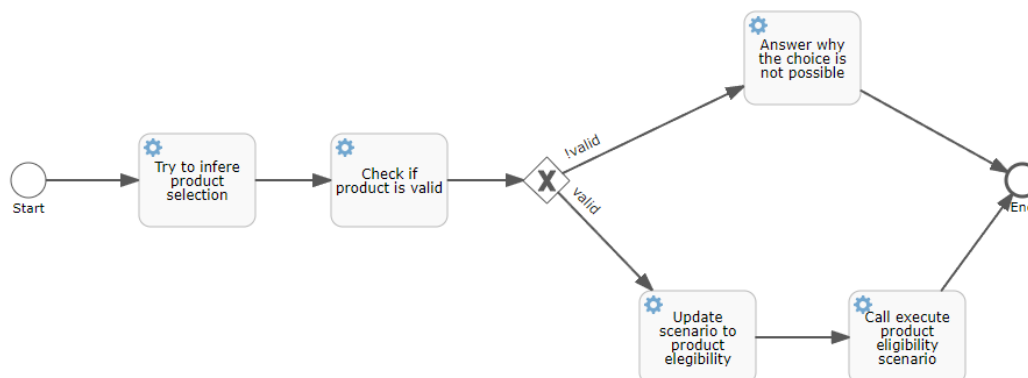 Start
Try to infere
product
selection
Check if
product is valid
!valid
valid
Answer why
the choice is
not possible
Update
scenario to
product
elegibility
Call execute
product
eligibility
scenario
End